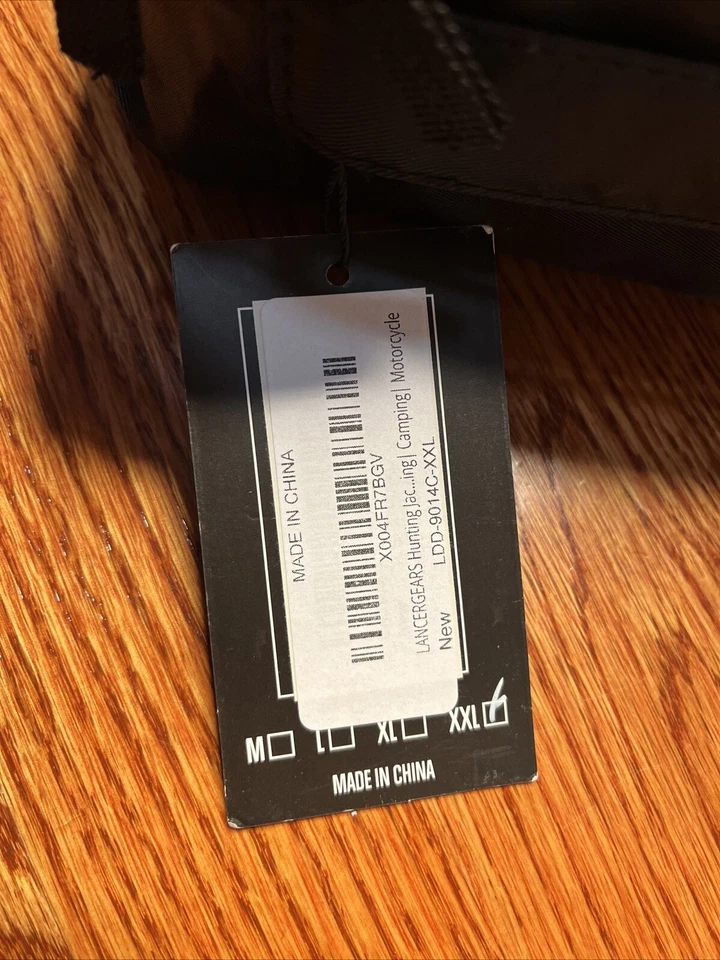 MADE IN CHINA
X004FR7BGV
LANCERGEARS Hunting Jac...ing| Camping| Motorcycle
New LDD-9014C-XXL
M L XL XXL
MADE IN CHINA